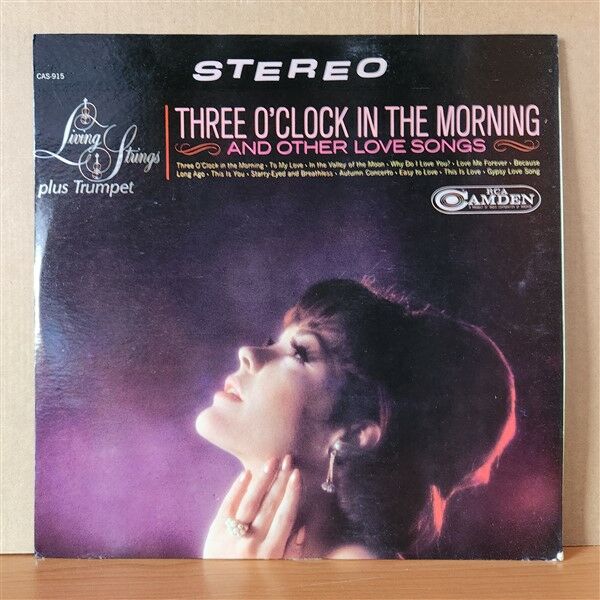 STEREO
CAS-915
Living Strings
plus Trumpet
THREE O'CLOCK IN THE MORNING
AND OTHER LOVE SONGS
Three O'Clock in the Morning • To My Love • In the Valley of the Moon • Why Do I Love You? • Love Me Forever • Because
Long Ago • This Is You • Starry-Eyed and Breathless • Autumn Concerto • Easy to Love • This Is Love • Gypsy Love Song
RCA
CAMDEN